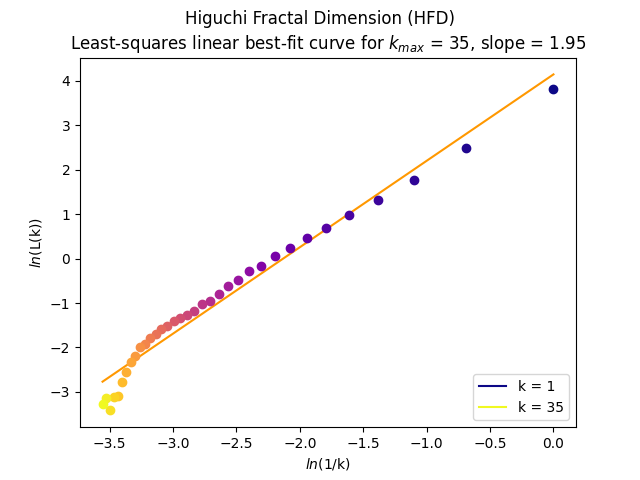 Higuchi Fractal Dimension (HFD)
Least-squares linear best-fit curve for k_max = 35, slope = 1.95
4
3
2
1
0
−1
−2
−3
ln(L(k))
k = 1
k = 35
−3.5 −3.0 −2.5 −2.0 −1.5 −1.0 −0.5 0.0
ln(1/k)